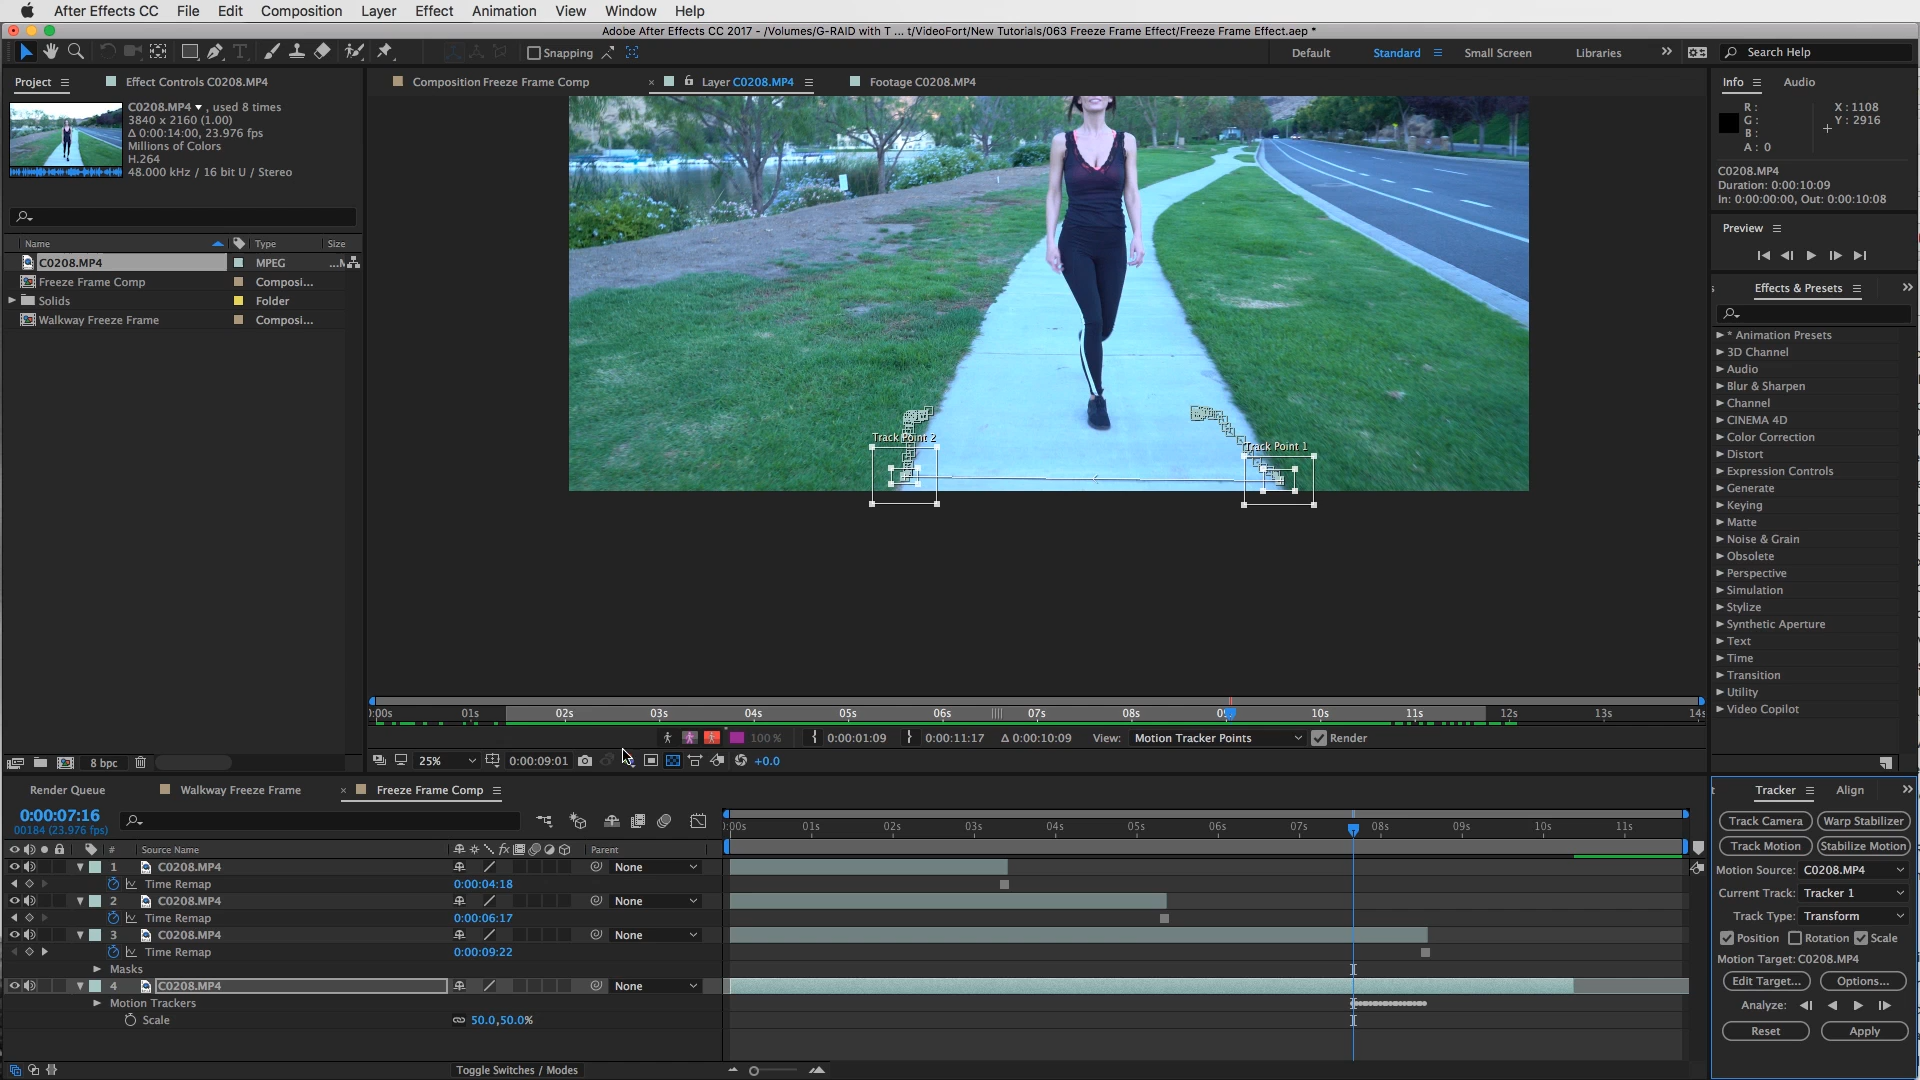 After Effects CC File Edit Composition Layer Effect Animation View Window Help
Adobe After Effects CC 2017 - /Volumes/G-RAID with T ... t/VideoFort/New Tutorials/063 Freeze Frame Effect/Freeze Frame Effect.aep *
Snapping Default Standard Small Screen Libraries Search Help
Project Effect Controls C0208.MP4 Composition Freeze Frame Comp Layer C0208.MP4 Footage C0208.MP4 Info Audio
C0208.MP4 , used 8 times
3840 x 2160 (1.00)
Δ 0:00:14:00, 23.976 fps
Millions of Colors
H.264
48.000 kHz / 16 bit U / Stereo
Name Type Size
C0208.MP4 MPEG
Freeze Frame Comp Composi...
Solids Folder
Walkway Freeze Frame Composi...
8 bpc
Track Point 2
Track Point 1
:00s 01s 02s 03s 04s 05s 06s 07s 08s 10s 11s 12s 13s 14s
100 % 0:00:01:09 0:00:11:17 Δ 0:00:10:09 View: Motion Tracker Points Render
25% 0:00:09:01 +0.0
R: X: 1108
G: Y: 2916
B:
A: 0
C0208.MP4
Duration: 0:00:10:09
In: 0:00:00:00, Out: 0:00:10:08
Preview
Effects & Presets
* Animation Presets
3D Channel
Audio
Blur & Sharpen
Channel
CINEMA 4D
Color Correction
Distort
Expression Controls
Generate
Keying
Matte
Noise & Grain
Obsolete
Perspective
Simulation
Stylize
Synthetic Aperture
Text
Time
Transition
Utility
Video Copilot
Render Queue Walkway Freeze Frame Freeze Frame Comp
0:00:07:16
00184 (23.976 fps)
:00s 01s 02s 03s 04s 05s 06s 07s 08s 09s 10s 11s
# Source Name Parent
1 C0208.MP4 None
Time Remap 0:00:04:18
2 C0208.MP4 None
Time Remap 0:00:06:17
3 C0208.MP4 None
Time Remap 0:00:09:22
Masks
4 C0208.MP4 None
Motion Trackers
Scale 50.0,50.0%
Toggle Switches / Modes
Tracker Align
Track Camera Warp Stabilizer
Track Motion Stabilize Motion
Motion Source: C0208.MP4
Current Track: Tracker 1
Track Type: Transform
Position Rotation Scale
Motion Target: C0208.MP4
Edit Target... Options...
Analyze:
Reset Apply